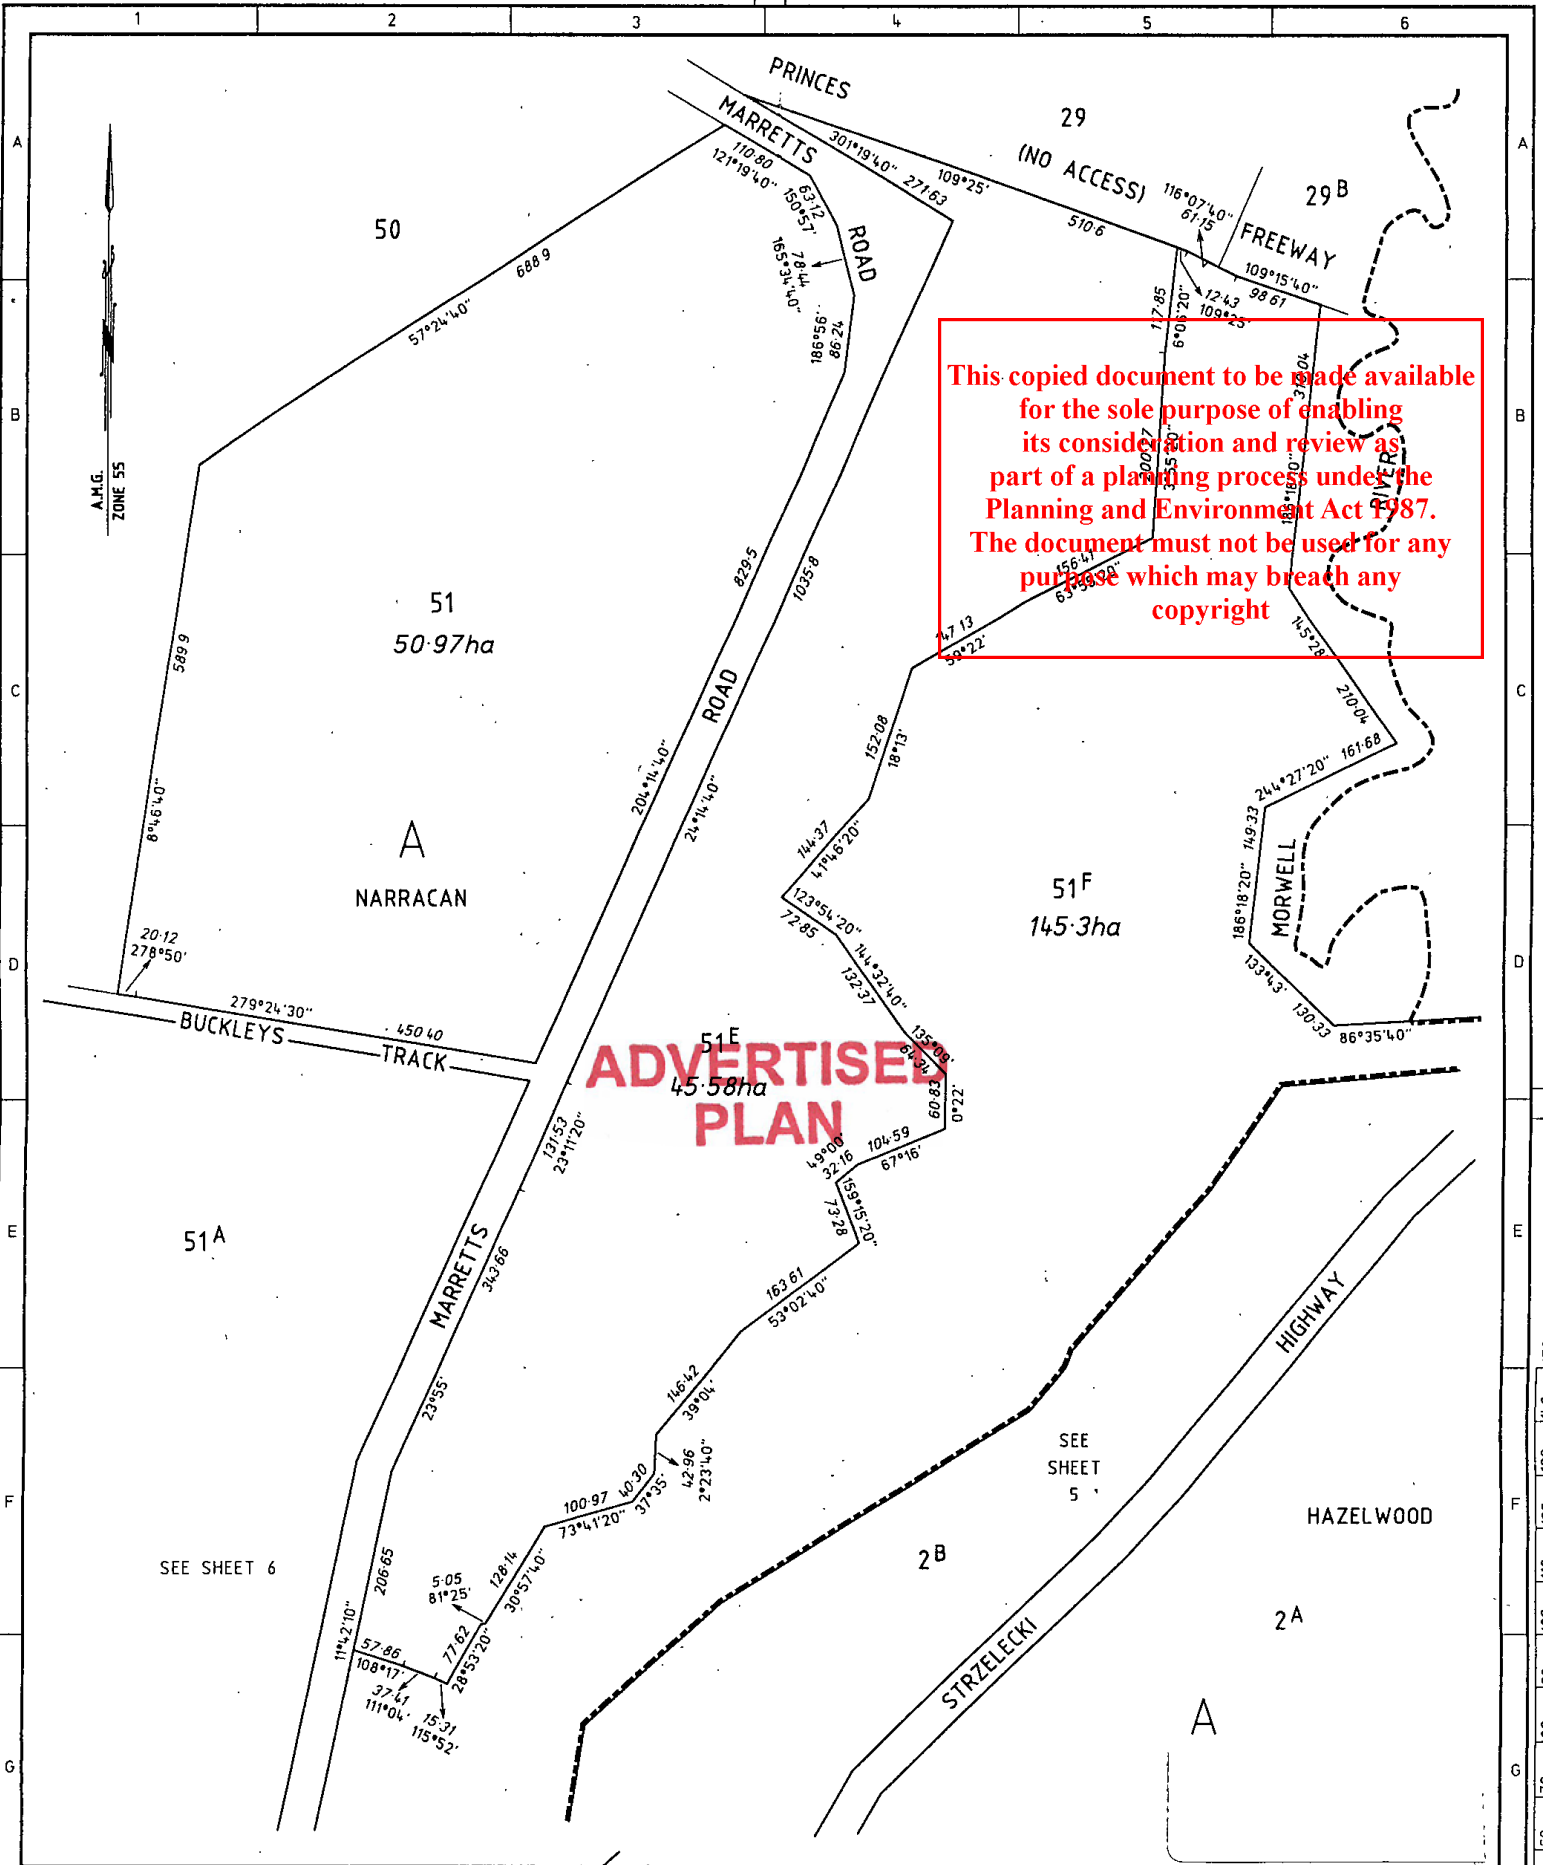 1 2 3 4 5 6
A
B
C
D
E
F
G
A
B
C
D
E
F
G
A.M.G.
ZONE 55
PRINCES
MARRETTS
ROAD
29
(NO ACCESS)
29B
FREEWAY
301°19'40"
271·63
109°25'
510·6
116°07'40"
61·15
109°15'40"
98 61
12·43
109°25'
110·80
121°19'40"
63·12
150°57'
78·44
165°34'40"
186°56'
86·24
50
688 9
57°24'40"
117·85
6°06'20"
This copied document to be made available
for the sole purpose of enabling
its consideration and review as
part of a planning process under the
Planning and Environment Act 1987.
The document must not be used for any
purpose which may breach any
copyright
RIVER
156·41
147 13
59°22'
145°28'
210·04
829·5
1035·8
51
50·97ha
589 9
8°46'40"
ROAD
204°14'40"
24°14'40"
152·08
18°13'
144·37
41°46'20"
161·68
244°27'20"
149·33
186°18'20"
MORWELL
A
NARRACAN
51F
145·3ha
123°54'20"
72·85
144°32'40"
132·37
133°43'
130·33
86°35'40"
20·12
278°50'
279°24'30"
450 40
BUCKLEYS
TRACK
51E
45·58ha
ADVERTISED
PLAN
135°09'
64·34
60·83
0°22'
104·59
67°16'
49°00'
32·16
159°15'20"
73·28
131·53
23°11'20"
51A
MARRETTS
343·66
23°55'
163 61
53°02'40"
146·42
39°04'
42·96
2°23'40"
40·30
37°35'
100·97
73°41'20"
128·14
30°57'40"
5·05
81°25'
77·62
28°53'20"
SEE SHEET 6
206·65
11°42'10"
57·86
108°17'
37·41
111°04'
15·31
115°52'
HIGHWAY
SEE
SHEET
5
HAZELWOOD
2B
2A
STRZELECKI
A